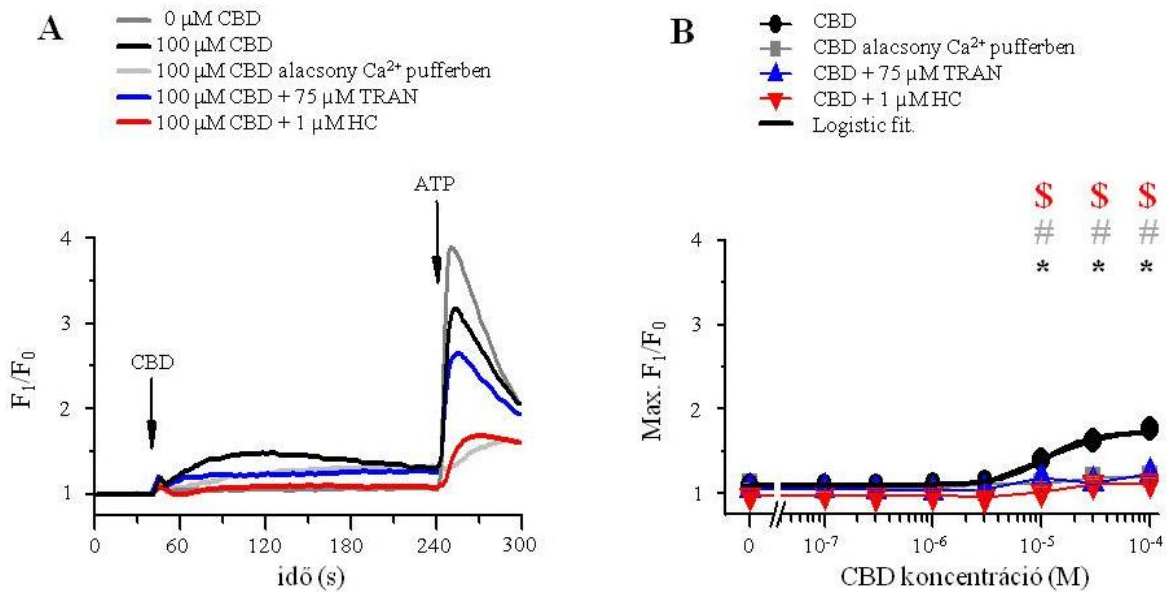 A
0 µM CBD
100 µM CBD
100 µM CBD alacsony Ca²⁺ pufferben
100 µM CBD + 75 µM TRAN
100 µM CBD + 1 µM HC
CBD
ATP
F₁/F₀
4
3
2
1
0
60
120
180
240
300
idő (s)
B
CBD
CBD alacsony Ca²⁺ pufferben
CBD + 75 µM TRAN
CBD + 1 µM HC
Logistic fit.
$ $ $
# # #
* * *
Max. F₁/F₀
4
3
2
1
0
10⁻⁷
10⁻⁶
10⁻⁵
10⁻⁴
CBD koncentráció (M)